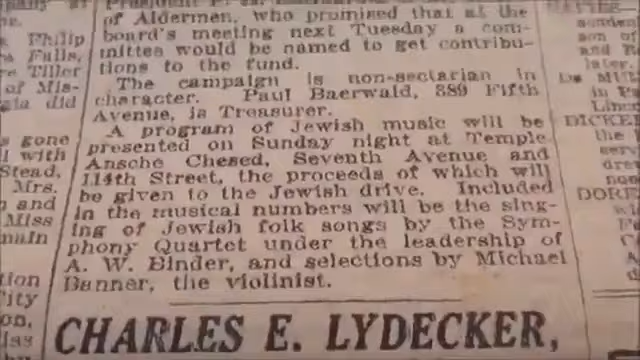 of Aldermen, who promised that at the
board's meeting next Tuesday a com-
mittee would be named to get contribu-
tions to the fund.
The campaign is non-sectarian in
character. Paul Baerwald, 389 Fifth
Avenue, is Treasurer.
A program of Jewish music will be
presented on Sunday night at Temple
Ansche Chesed, Seventh Avenue and
114th Street, the proceeds of which will
be given to the Jewish drive. Included
in the musical numbers will be the sing-
ing of Jewish folk songs by the Sym-
phony Quartet under the leadership of
A. W. Binder, and selections by Michael
Banner, the violinist.
CHARLES E. LYDECKER,
Philip
Falls,
Tiller
of Mis-
did
gone
with
Stead,
Mrs.
and
Miss
later.
DICKE